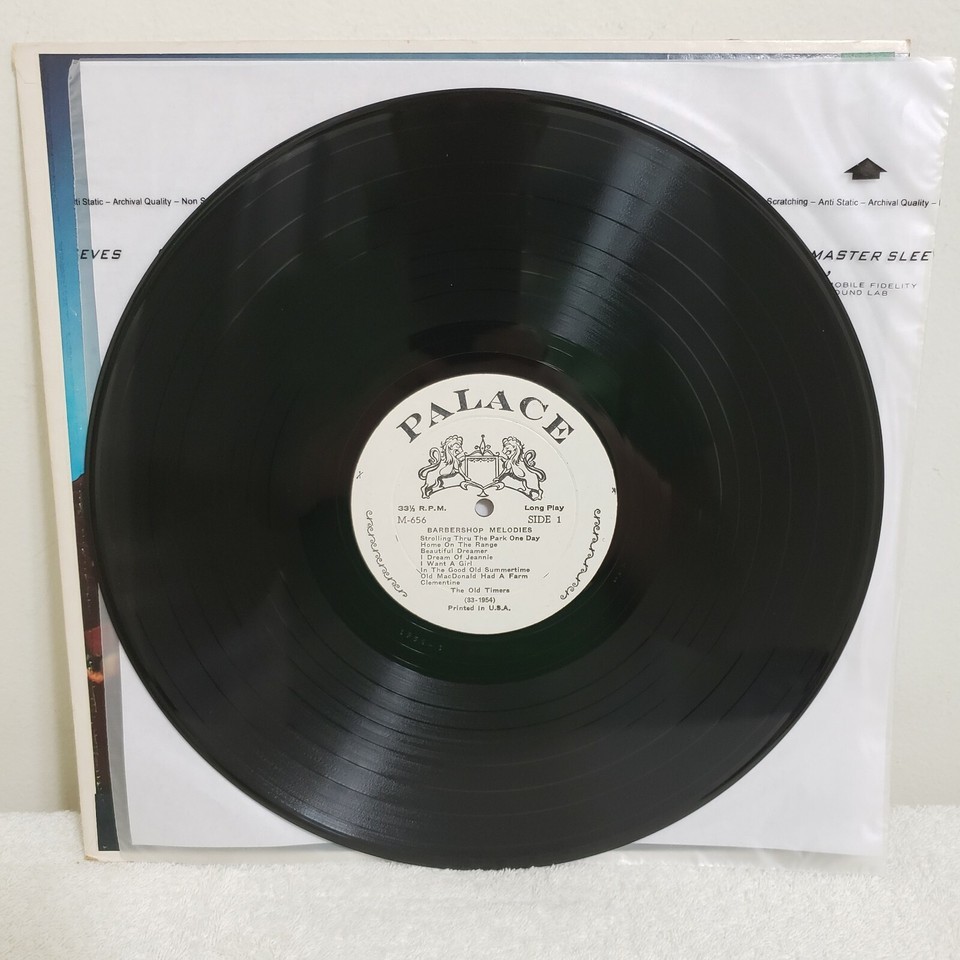 ti Static – Archival Quality – Non
Scratching – Anti Static – Archival Quality –
EEVES
MASTER SLEE
MOBILE FIDELITY
OUND LAB
PALACE
33⅓ R.P.M. Long Play
M-656 SIDE 1
BARBERSHOP MELODIES
Strolling Thru The Park One Day
Home On The Range
Beautiful Dreamer
I Dream Of Jeannie
I Want A Girl
In The Good Old Summertime
Old MacDonald Had A Farm
Clementine
The Old Timers
(33-1954)
Printed in U.S.A.